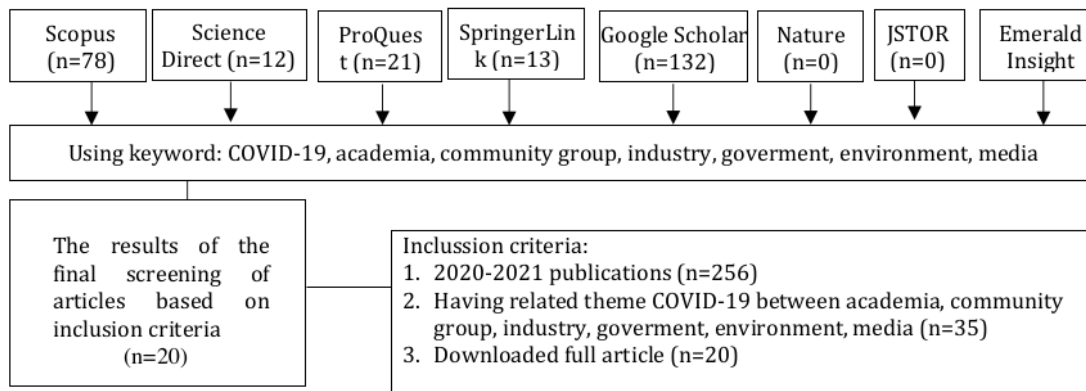 Scopus
(n=78)
Science
Direct (n=12)
ProQues
t (n=21)
SpringerLin
k (n=13)
Google Scholar
(n=132)
Nature
(n=0)
JSTOR
(n=0)
Emerald
Insight
Using keyword: COVID-19, academia, community group, industry, goverment, environment, media
The results of the
final screening of
articles based on
inclusion criteria
(n=20)
Inclussion criteria:
1. 2020-2021 publications (n=256)
2. Having related theme COVID-19 between academia, community
group, industry, goverment, environment, media (n=35)
3. Downloaded full article (n=20)